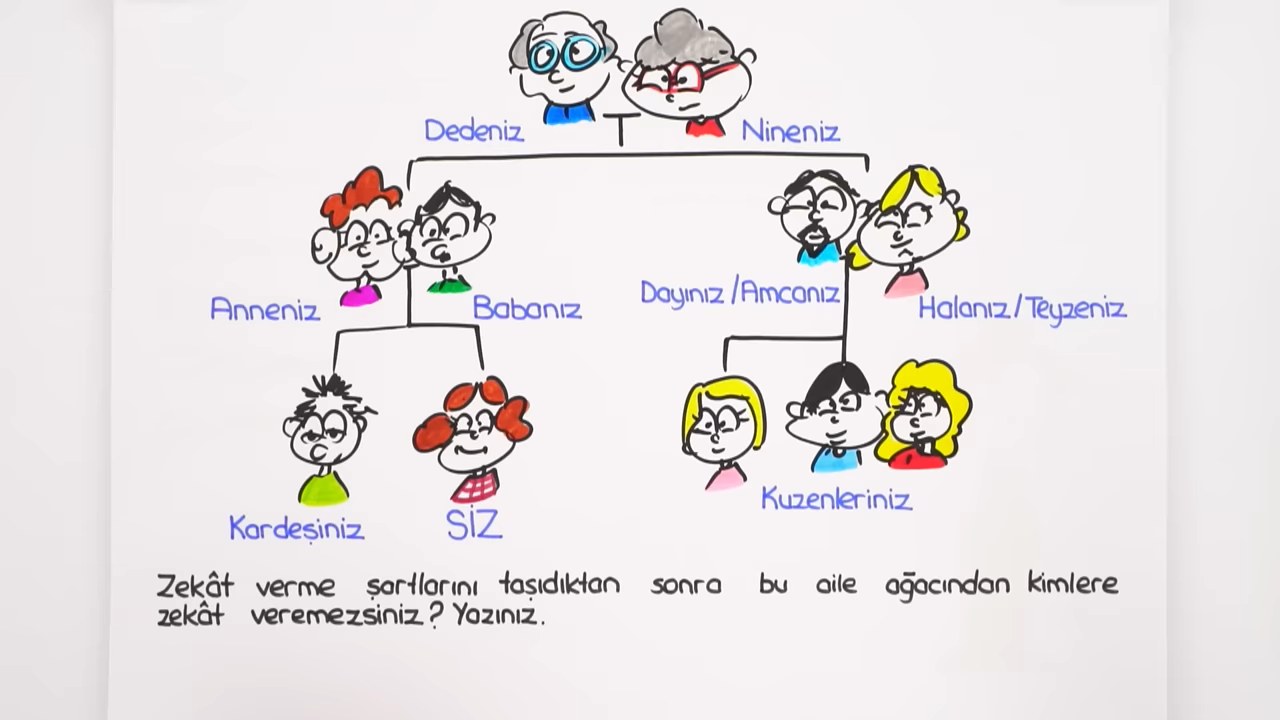 Dedeniz
Nineniz
Anneniz
Babanız
Dayınız/Amcanız
Halanız/Teyzeniz
Kardeşiniz
SİZ
Kuzenleriniz
Zekât verme şartlarını taşıdıktan sonra bu aile ağacından kimlere
zekât veremezsiniz? Yazınız.